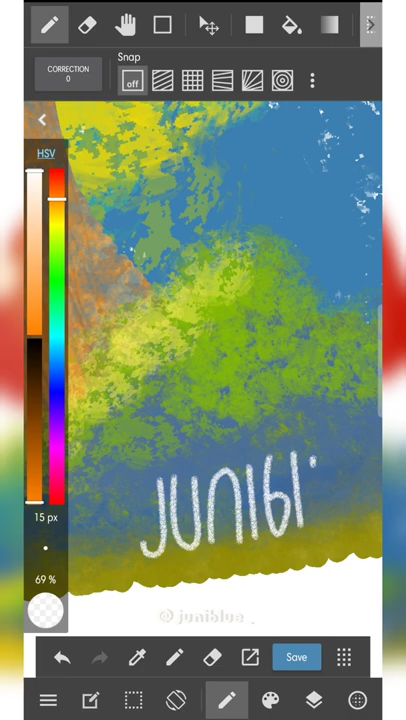 Snap
CORRECTION
0
off
HSV
15 px
69 %
JUNIBI.
@juniblue_
Save